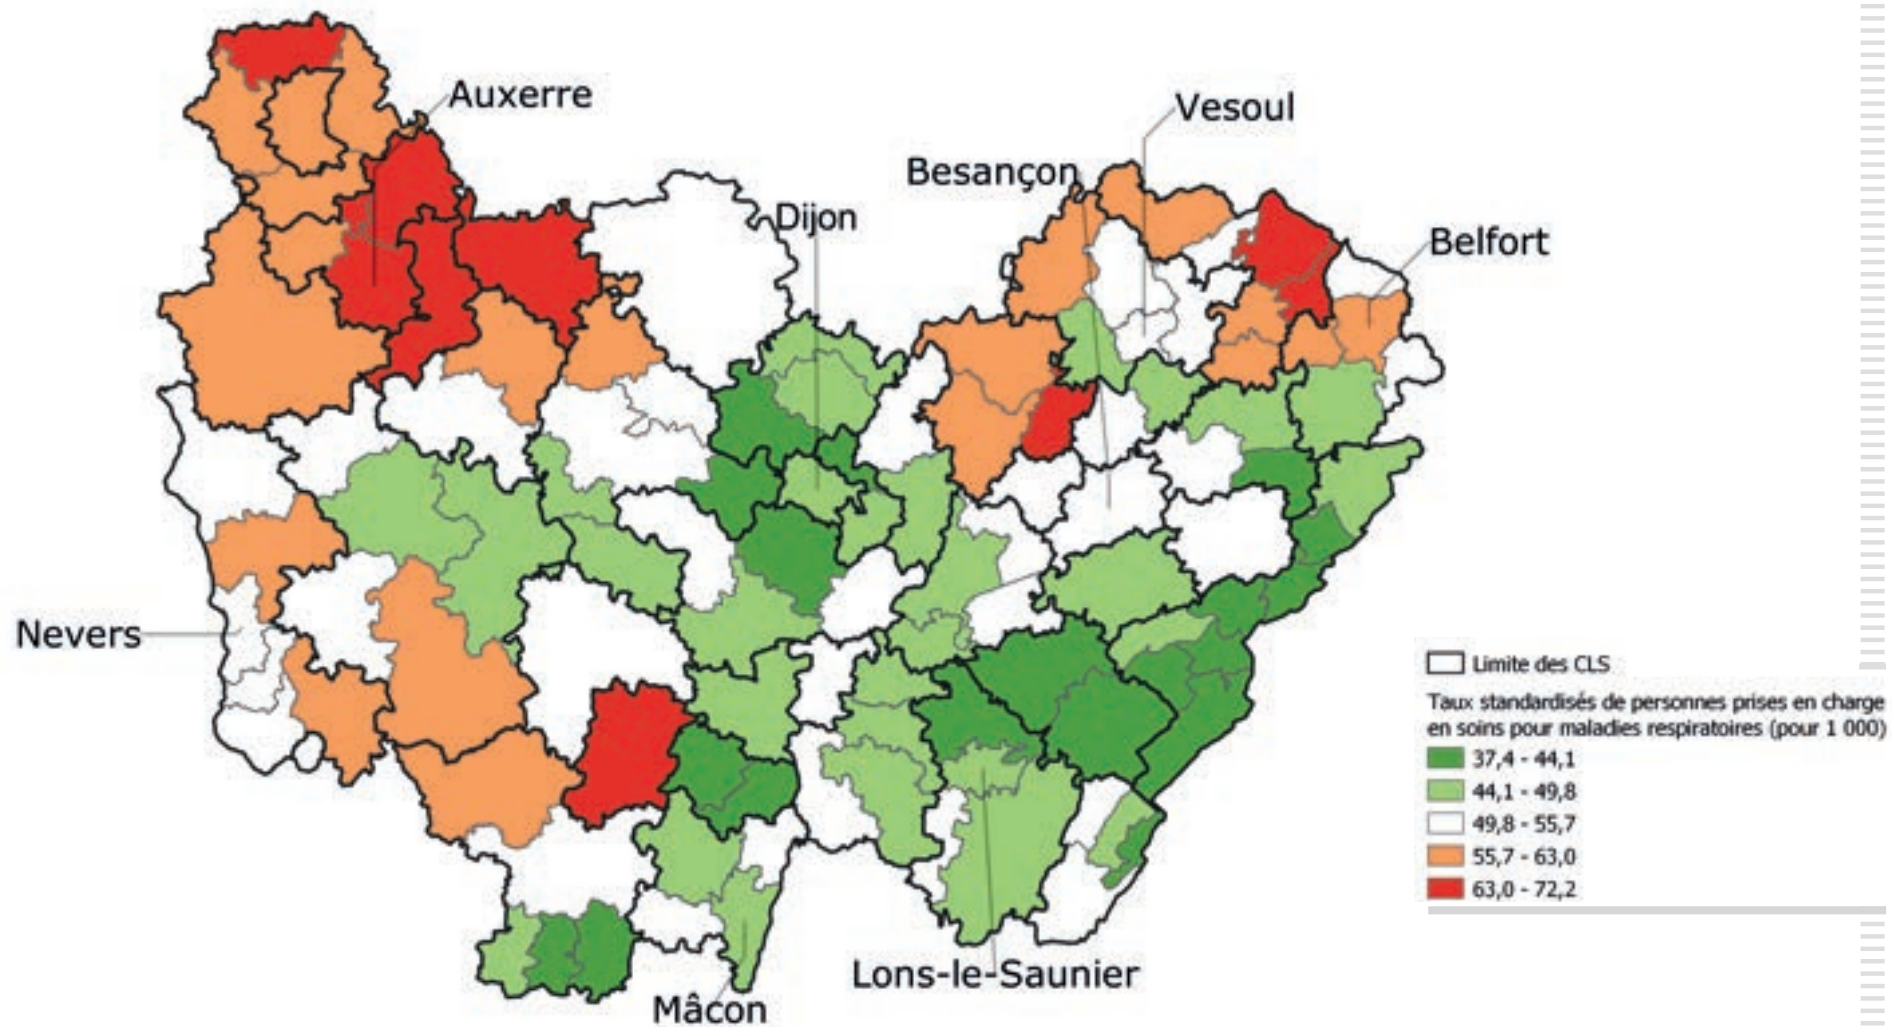 Auxerre
Vesoul
Besançon
Dijon
Belfort
Nevers
Limite des CLS
Taux standardisés de personnes prises en charge
en soins pour maladies respiratoires (pour 1 000)
37,4 - 44,1
44,1 - 49,8
49,8 - 55,7
55,7 - 63,0
63,0 - 72,2
Lons-le-Saunier
Mâcon